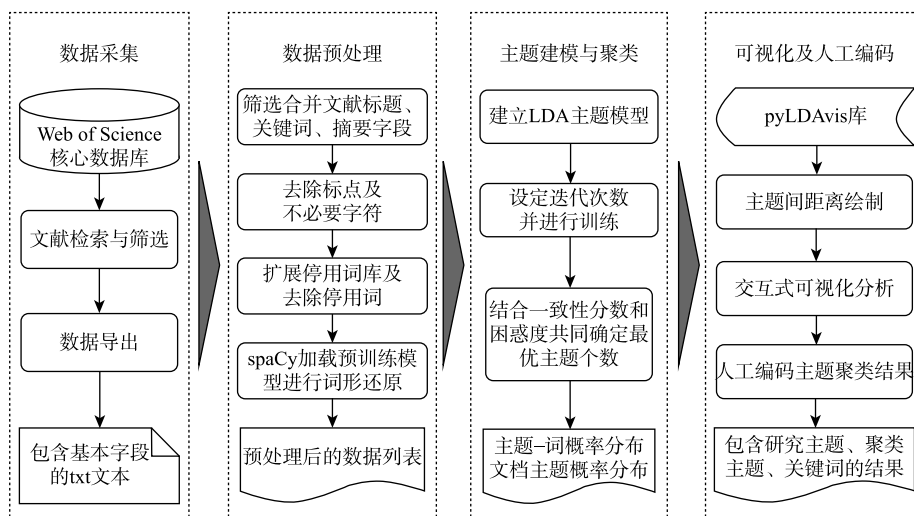 数据采集
Web of Science
核心数据库
文献检索与筛选
数据导出
包含基本字段
的txt文本
数据预处理
筛选合并文献标题、
关键词、摘要字段
去除标点及
不必要字符
扩展停用词库及
去除停用词
spaCy加载预训练模
型进行词形还原
预处理后的数据列表
主题建模与聚类
建立LDA主题模型
设定迭代次数
并进行训练
结合一致性分数和
困惑度共同确定最
优主题个数
主题–词概率分布
文档主题概率分布
可视化及人工编码
pyLDAvis库
主题间距离绘制
交互式可视化分析
人工编码主题聚类结果
包含研究主题、聚类
主题、关键词的结果